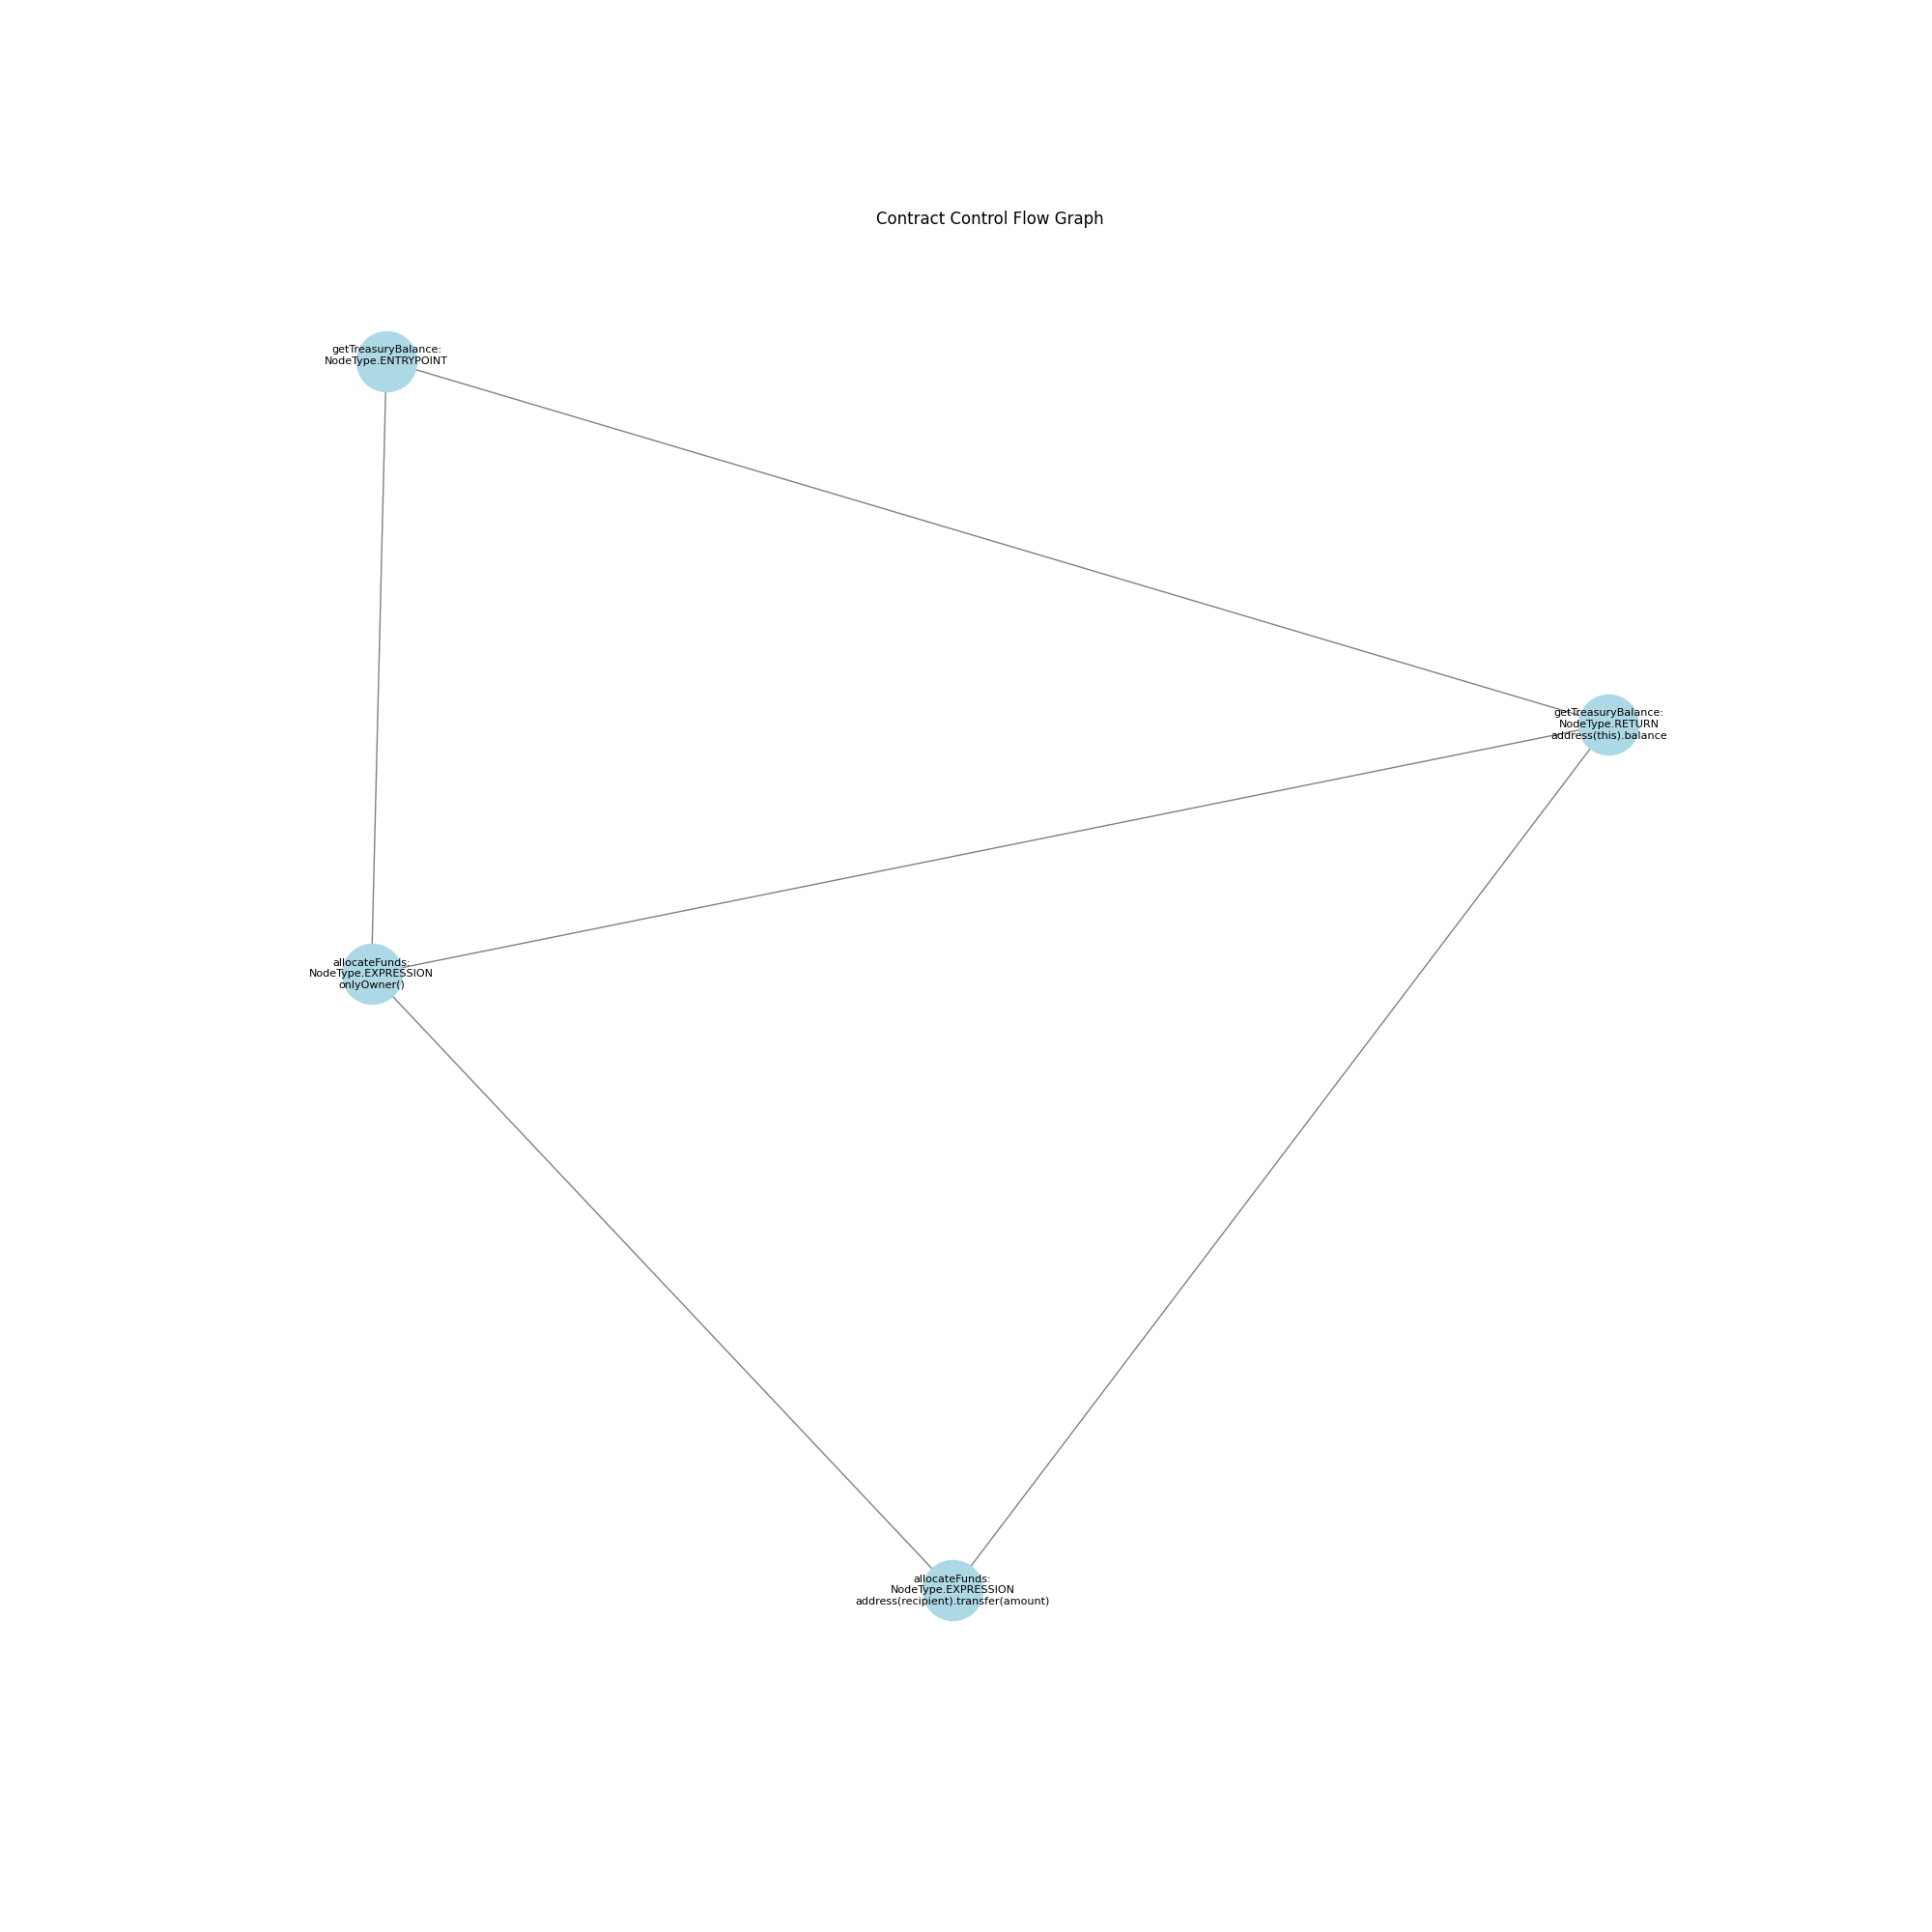 Contract Control Flow Graph
getTreasuryBalance:
NodeType.ENTRYPOINT
getTreasuryBalance:
NodeType.RETURN
address(this).balance
allocateFunds:
NodeType.EXPRESSION
onlyOwner()
allocateFunds:
NodeType.EXPRESSION
address(recipient).transfer(amount)